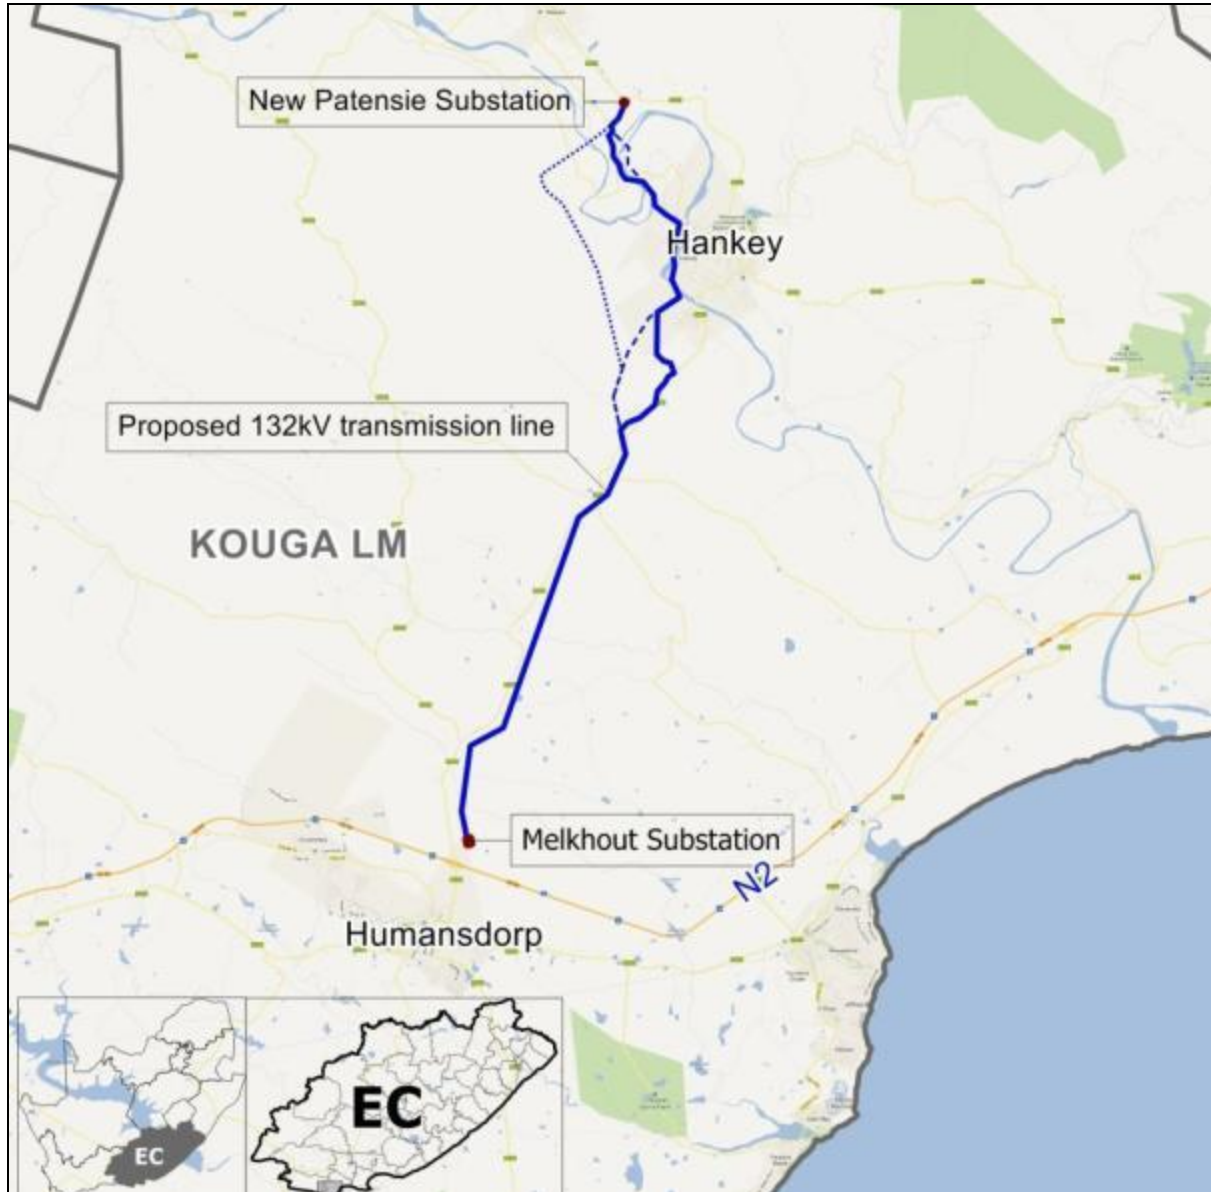 New Patensie Substation
Hankey
Proposed 132kV transmission line
KOUGA LM
Melkhout Substation
N2
Humansdorp
EC
EC